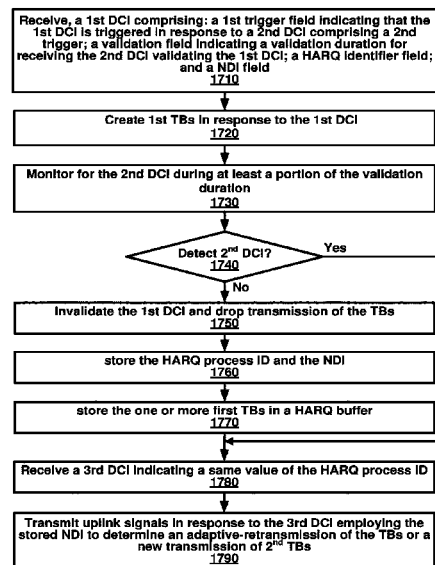 Receive, a 1st DCI comprising: a 1st trigger field indicating that the
1st DCI is triggered in response to a 2nd DCI comprising a 2nd
trigger; a validation field indicating a validation duration for
receiving the 2nd DCI validating the 1st DCI; a HARQ identifier field;
and a NDI field
1710
Create 1st TBs in response to the 1st DCI
1720
Monitor for the 2nd DCI during at least a portion of the validation
duration
1730
Detect 2nd DCI?
1740
Yes
No
Invalidate the 1st DCI and drop transmission of the TBs
1750
store the HARQ process ID and the NDI
1760
store the one or more first TBs in a HARQ buffer
1770
Receive a 3rd DCI indicating a same value of the HARQ process ID
1780
Transmit uplink signals in response to the 3rd DCI employing the
stored NDI to determine an adaptive-retransmission of the TBs or a
new transmission of 2nd TBs
1790